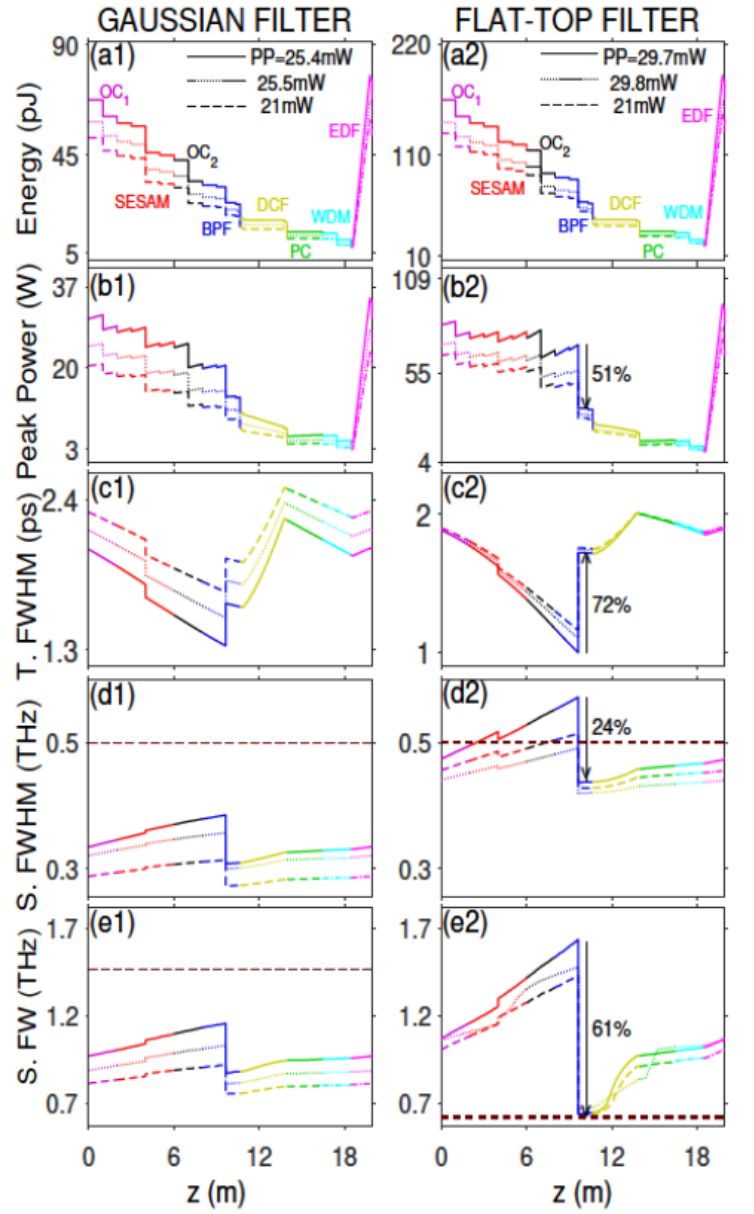 GAUSSIAN FILTER
FLAT-TOP FILTER
Energy (pJ)
90
45
5
(a1)
PP=25.4mW
25.5mW
21mW
OC1
OC2
SESAM
BPF
DCF
PC
WDM
EDF
220
110
10
(a2)
PP=29.7mW
29.8mW
21mW
OC1
OC2
SESAM
BPF
DCF
PC
WDM
EDF
Peak Power (W)
37
20
3
(b1)
109
55
4
(b2)
51%
T. FWHM (ps)
2.4
1.3
(c1)
2
1
(c2)
72%
S. FWHM (THz)
0.5
0.3
(d1)
0.5
0.3
(d2)
24%
S. FW (THz)
1.7
1.2
0.7
(e1)
1.7
1.2
0.7
(e2)
61%
0 6 12 18
z (m)
0 6 12 18
z (m)